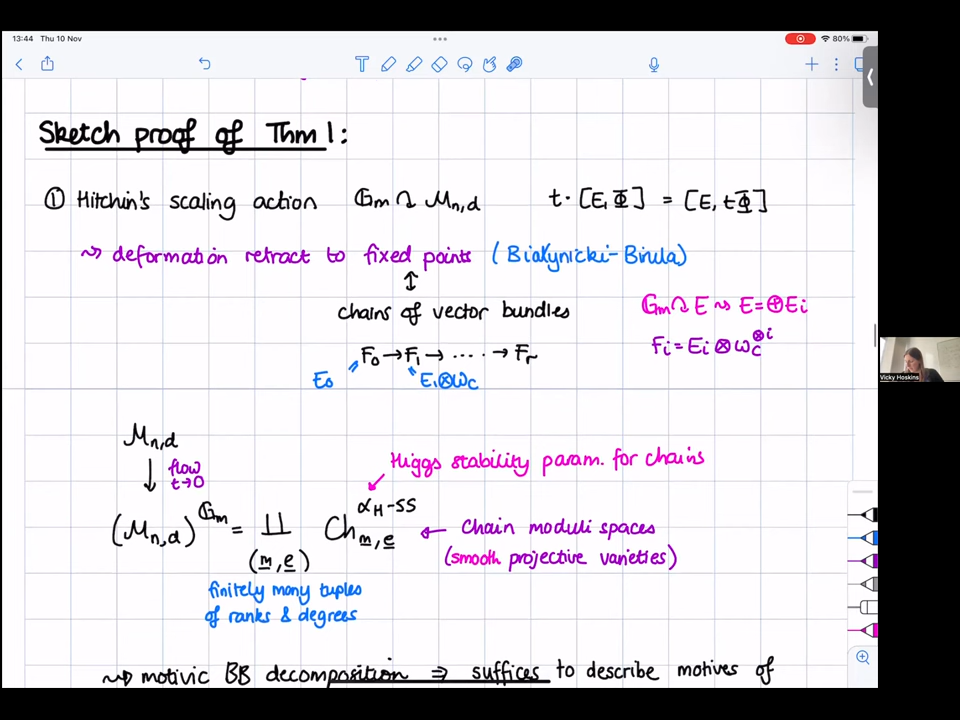 13:44 Thu 10 Nov
80%
Sketch proof of Thm 1:
① Hitchin's scaling action 𝔾m ↷ Mn,d t · [E, Φ] = [E, tΦ]
⇝ deformation retract to fixed points (Białynicki-Birula)
↕
chains of vector bundles
𝔾m ↷ E ⇝ E = ⊕Ei
F0 → F1 → .... → Fr
Fi = Ei ⊗ ωC^⊗i
E0
E1 ⊗ ωC
Vicky Hoskins
Mn,d
↓ flow t→0
Higgs stability param. for chains
(Mn,d)^𝔾m = ∐ (m,e) Ch m,e ^αH-ss ← Chain moduli spaces
(smooth projective varieties)
finitely many tuples
of ranks & degrees
⇝ motivic BB decomposition ⇒ suffices to describe motives of